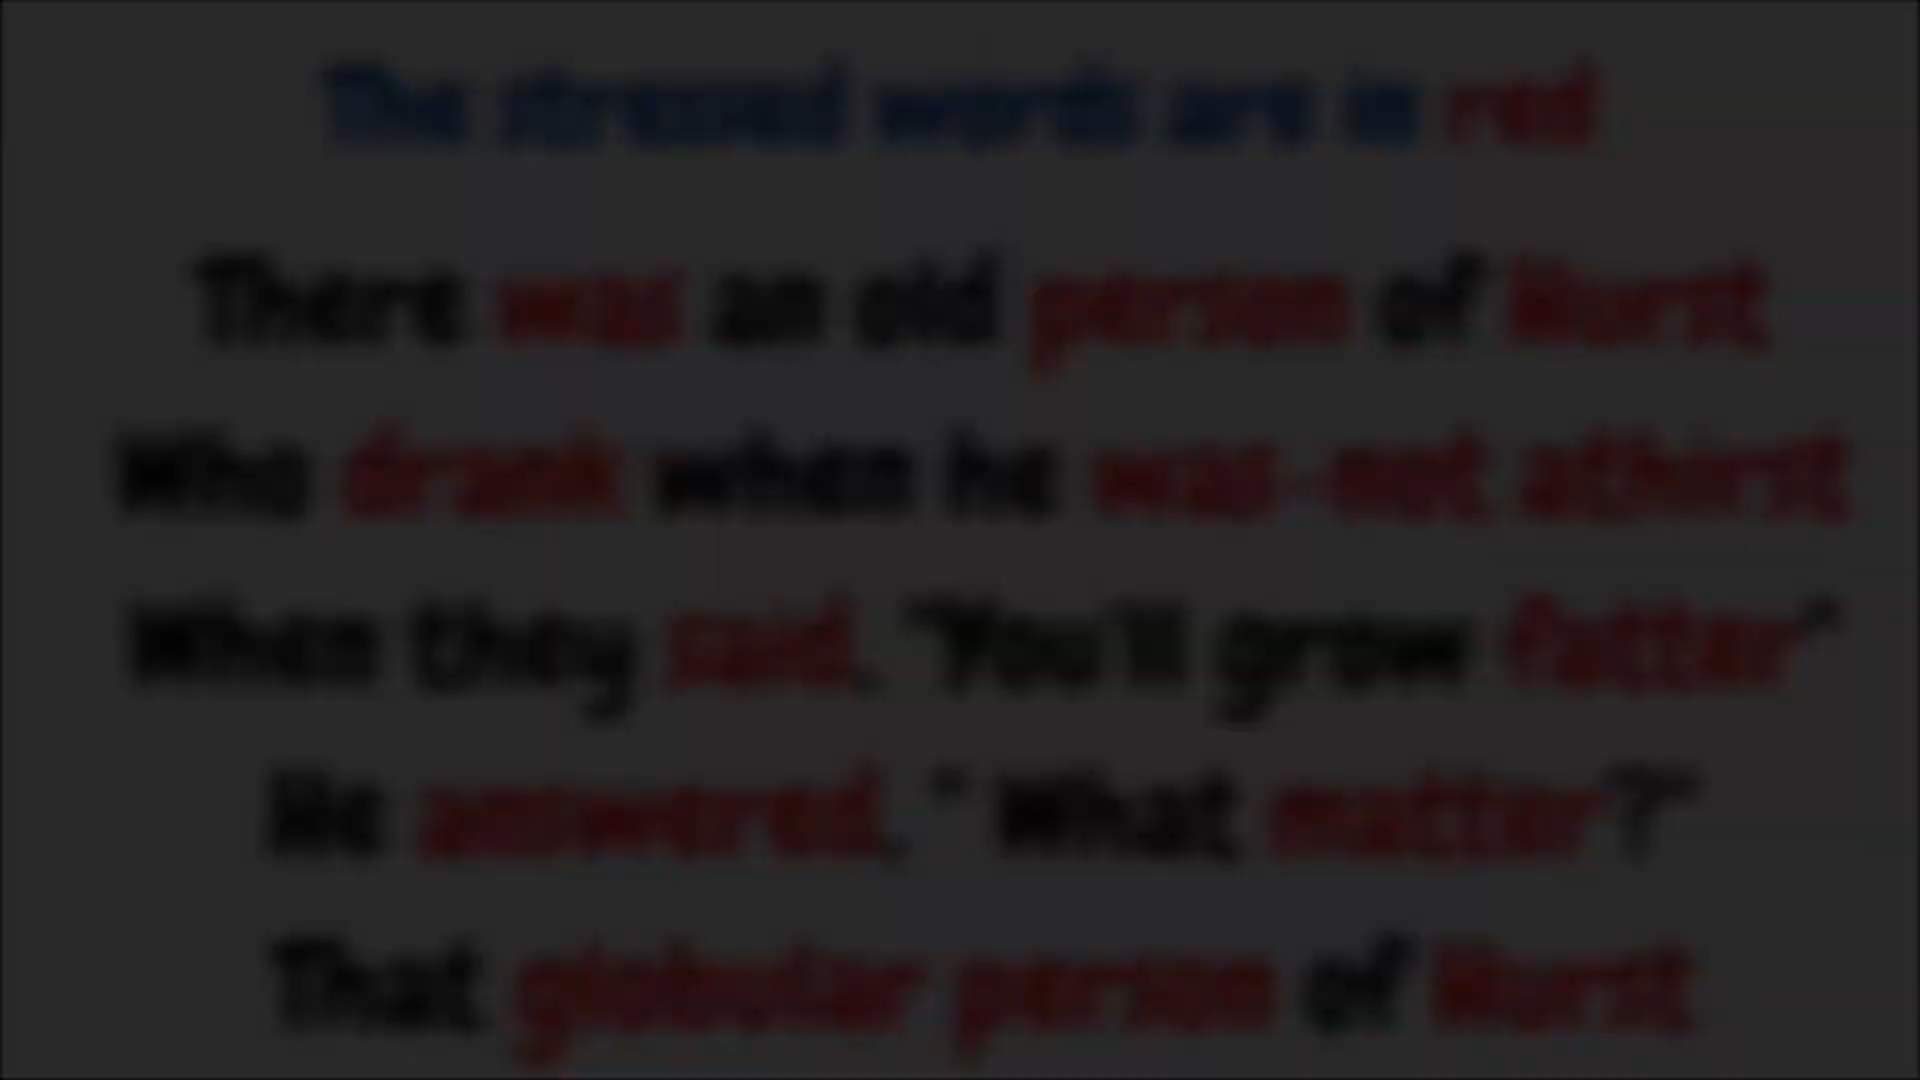 The stressed words are in red
There was an old person of Hurst
Who drank when he was not athirst
When they said, "You'll grow fatter"
He answered, " What matter?"
That globular person of Hurst